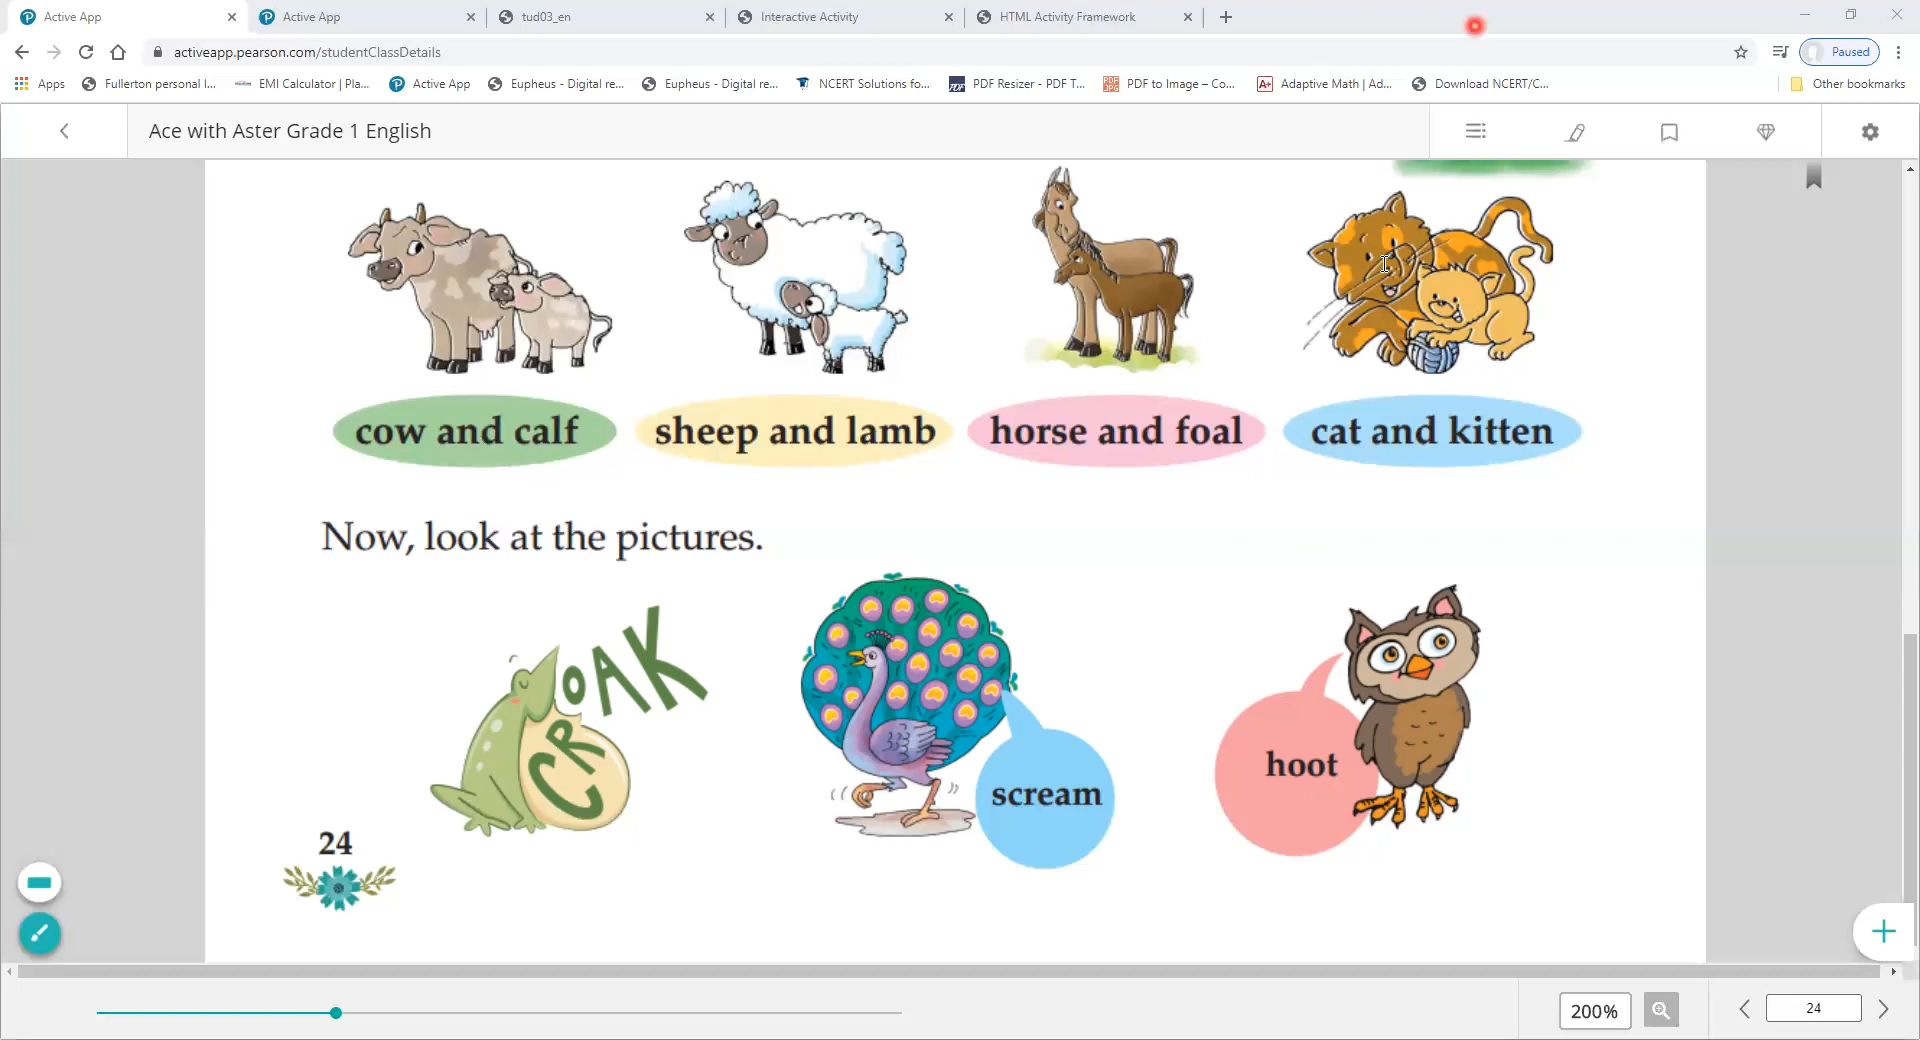 Active App
Active App
tud03_en
Interactive Activity
HTML Activity Framework
activeapp.pearson.com/studentClassDetails
Paused
Apps
Fullerton personal l...
EMI Calculator | Pla...
Active App
Eupheus - Digital re...
Eupheus - Digital re...
NCERT Solutions fo...
PDF Resizer - PDF T...
PDF to Image – Co...
A+
Adaptive Math | Ad...
Download NCERT/C...
Other bookmarks
Ace with Aster Grade 1 English
cow and calf
sheep and lamb
horse and foal
cat and kitten
Now, look at the pictures.
CROAK
scream
hoot
24
200%
24